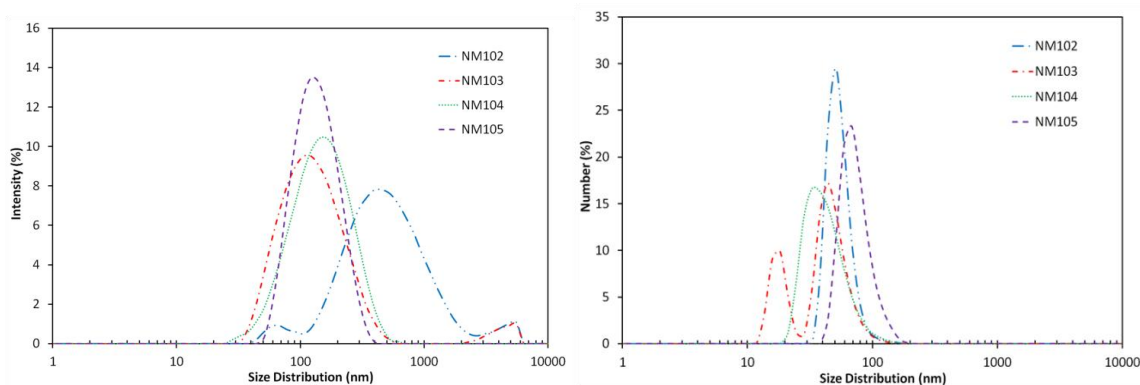 16
14
12
10
8
6
4
2
0
Intensity (%)
1 10 100 1000 10000
Size Distribution (nm)
NM102
NM103
NM104
NM105
35
30
25
20
15
10
5
0
Number (%)
1 10 100 1000 10000
Size Distribution (nm)
NM102
NM103
NM104
NM105